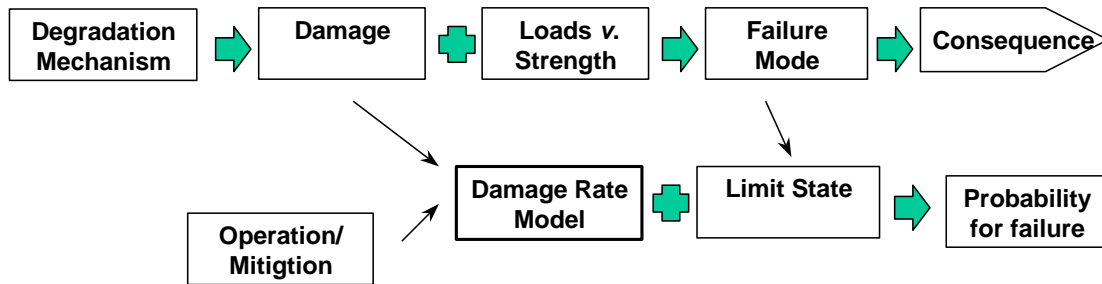 Degradation
Mechanism
Damage
Loads v.
Strength
Failure
Mode
Consequence
Damage Rate
Model
Limit State
Probability
for failure
Operation/
Mitigtion